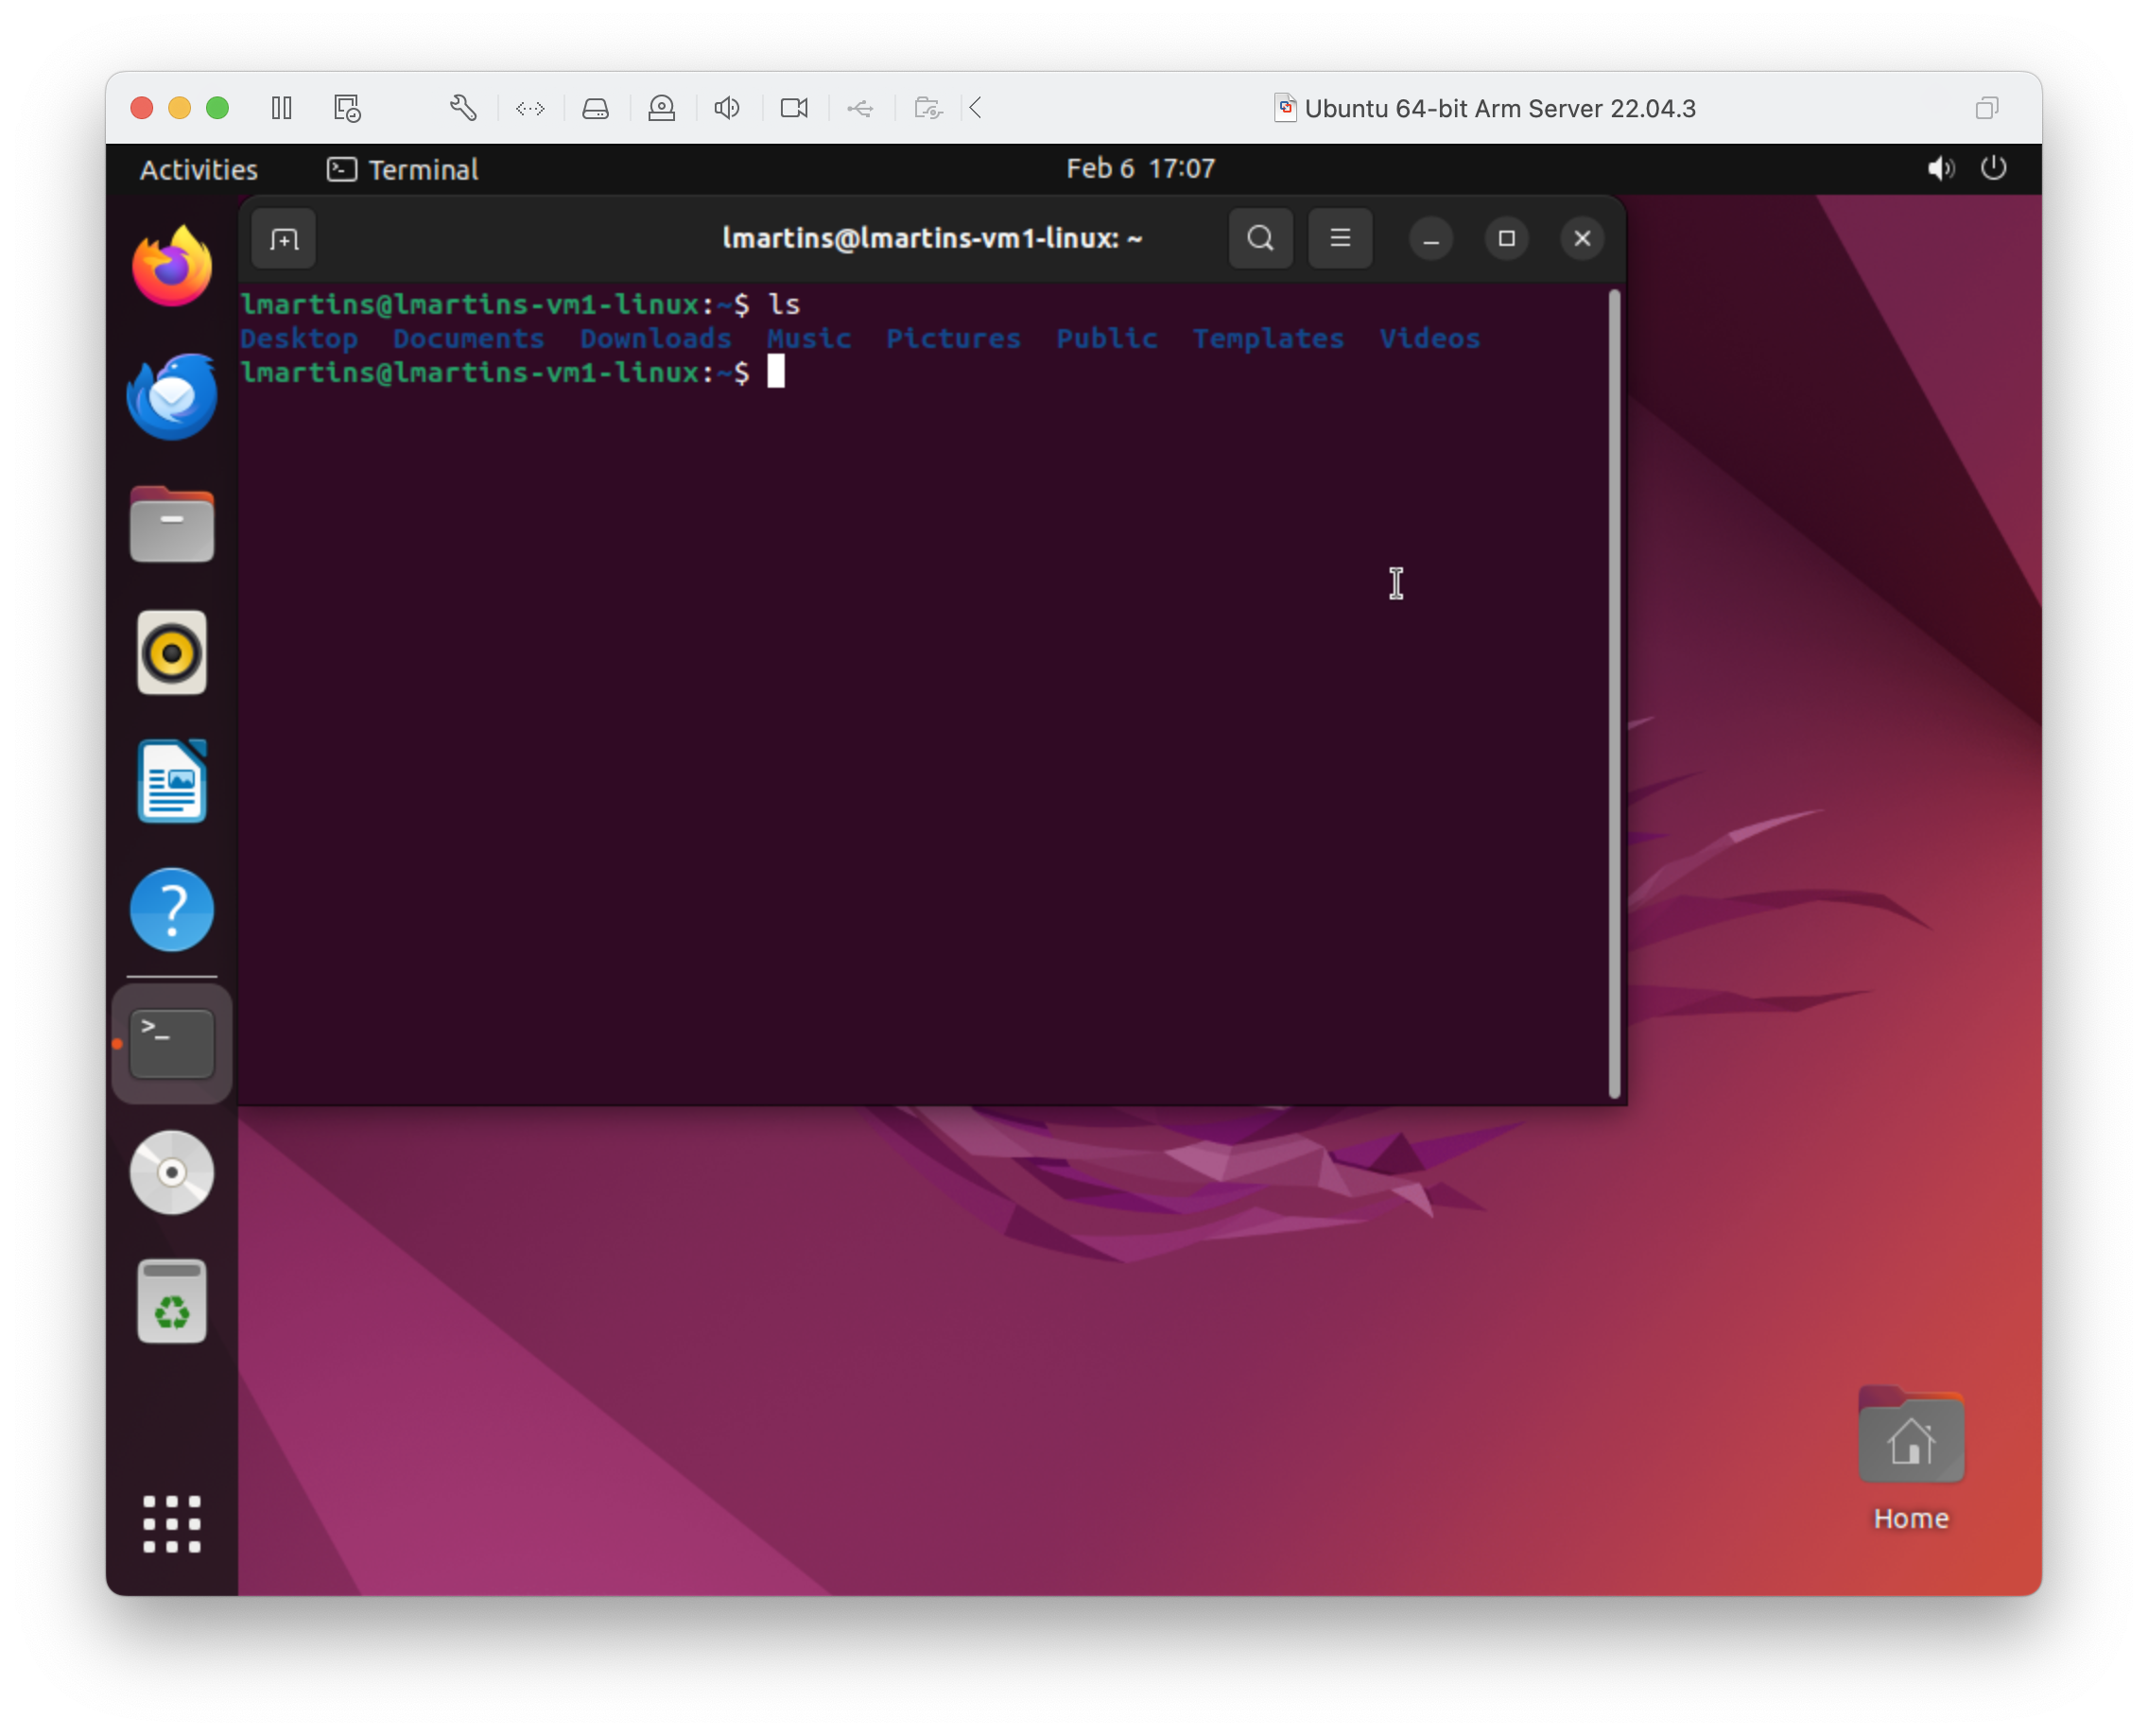 Ubuntu 64-bit Arm Server 22.04.3
Activities Terminal Feb 6 17:07
lmartins@lmartins-vm1-linux: ~
lmartins@lmartins-vm1-linux:~$ ls
Desktop Documents Downloads Music Pictures Public Templates Videos
lmartins@lmartins-vm1-linux:~$
Home